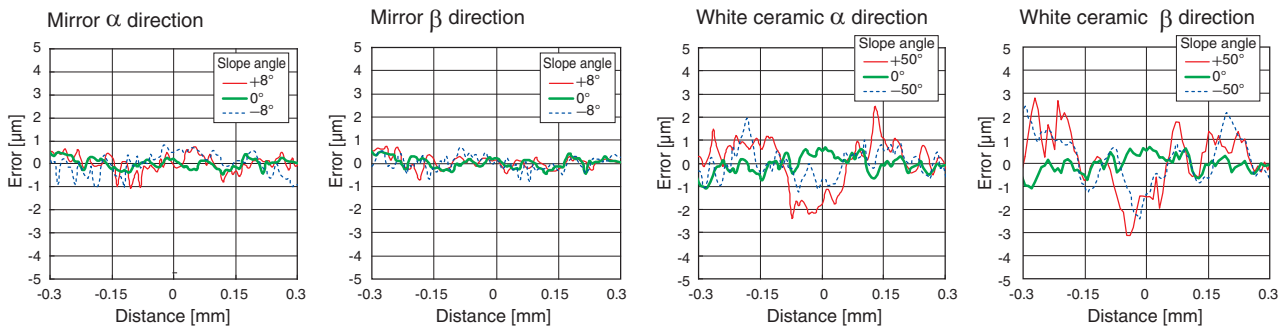 Mirror α direction
Error [µm]
5
4
3
2
1
0
-1
-2
-3
-4
-5
Slope angle
+8°
0°
−8°
-0.3 -0.15 0 0.15 0.3
Distance [mm]
Mirror β direction
Error [µm]
5
4
3
2
1
0
-1
-2
-3
-4
-5
Slope angle
+8°
0°
−8°
-0.3 -0.15 0 0.15 0.3
Distance [mm]
White ceramic α direction
Error [µm]
5
4
3
2
1
0
-1
-2
-3
-4
-5
Slope angle
+50°
0°
−50°
-0.3 -0.15 0 0.15 0.3
Distance [mm]
White ceramic β direction
Error [µm]
5
4
3
2
1
0
-1
-2
-3
-4
-5
Slope angle
+50°
0°
−50°
-0.3 -0.15 0 0.15 0.3
Distance [mm]